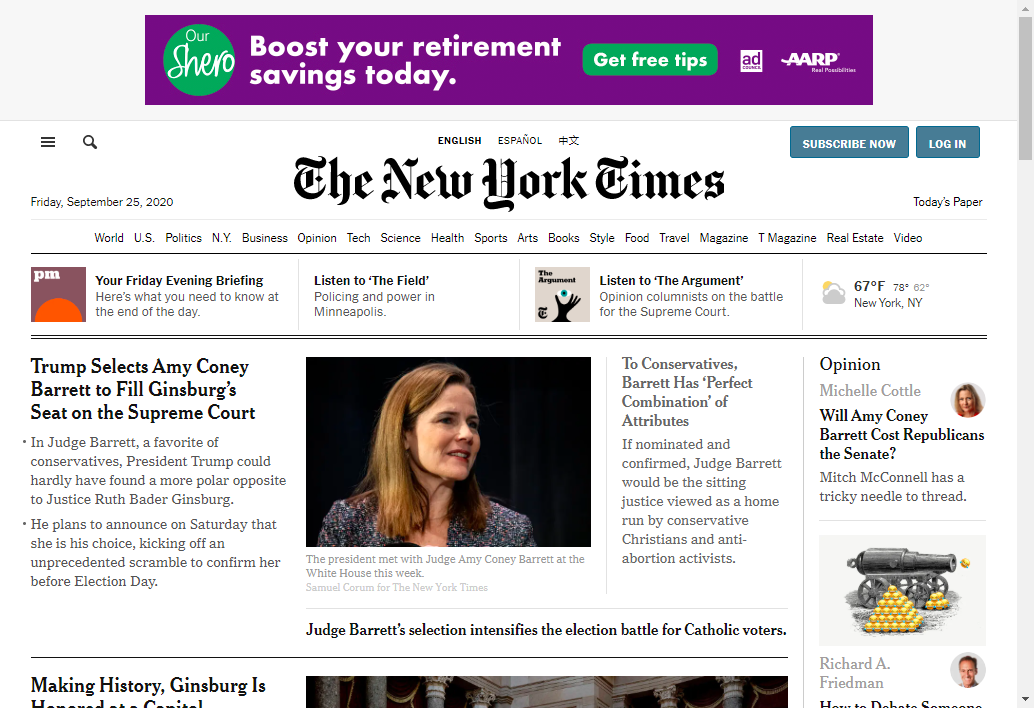 Our
Shero
Boost your retirement
savings today.
Get free tips
ad
COUNCIL
AARP
Real Possibilities
ENGLISH ESPAÑOL 中文
SUBSCRIBE NOW LOG IN
The New York Times
Friday, September 25, 2020
Today's Paper
World U.S. Politics N.Y. Business Opinion Tech Science Health Sports Arts Books Style Food Travel Magazine T Magazine Real Estate Video
pm
Your Friday Evening Briefing
Here's what you need to know at
the end of the day.
Listen to ‘The Field’
Policing and power in
Minneapolis.
The
Argument
Listen to ‘The Argument’
Opinion columnists on the battle
for the Supreme Court.
67°F 78° 62°
New York, NY
Trump Selects Amy Coney
Barrett to Fill Ginsburg’s
Seat on the Supreme Court
• In Judge Barrett, a favorite of
conservatives, President Trump could
hardly have found a more polar opposite
to Justice Ruth Bader Ginsburg.
• He plans to announce on Saturday that
she is his choice, kicking off an
unprecedented scramble to confirm her
before Election Day.
The president met with Judge Amy Coney Barrett at the
White House this week.
Samuel Corum for The New York Times
To Conservatives,
Barrett Has ‘Perfect
Combination’ of
Attributes
If nominated and
confirmed, Judge Barrett
would be the sitting
justice viewed as a home
run by conservative
Christians and anti-
abortion activists.
Judge Barrett’s selection intensifies the election battle for Catholic voters.
Opinion
Michelle Cottle
Will Amy Coney
Barrett Cost Republicans
the Senate?
Mitch McConnell has a
tricky needle to thread.
Richard A.
Friedman
How to Debate Someone
Making History, Ginsburg Is
Honored at a Capitol